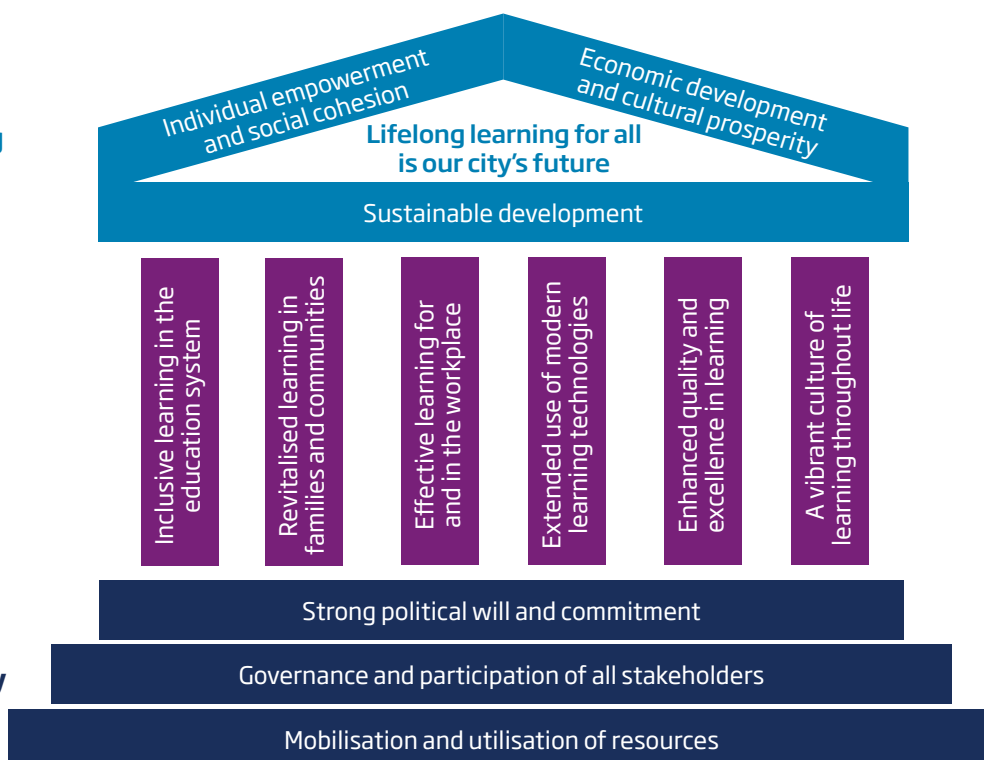 Individual empowerment
and social cohesion
Economic development
and cultural prosperity
Lifelong learning for all
is our city's future
Sustainable development
Inclusive learning in the
education system
Revitalised learning in
families and communities
Effective learning for
and in the workplace
Extended use of modern
learning technologies
Enhanced quality and
excellence in learning
A vibrant culture of
learning throughout life
Strong political will and commitment
Governance and participation of all stakeholders
Mobilisation and utilisation of resources